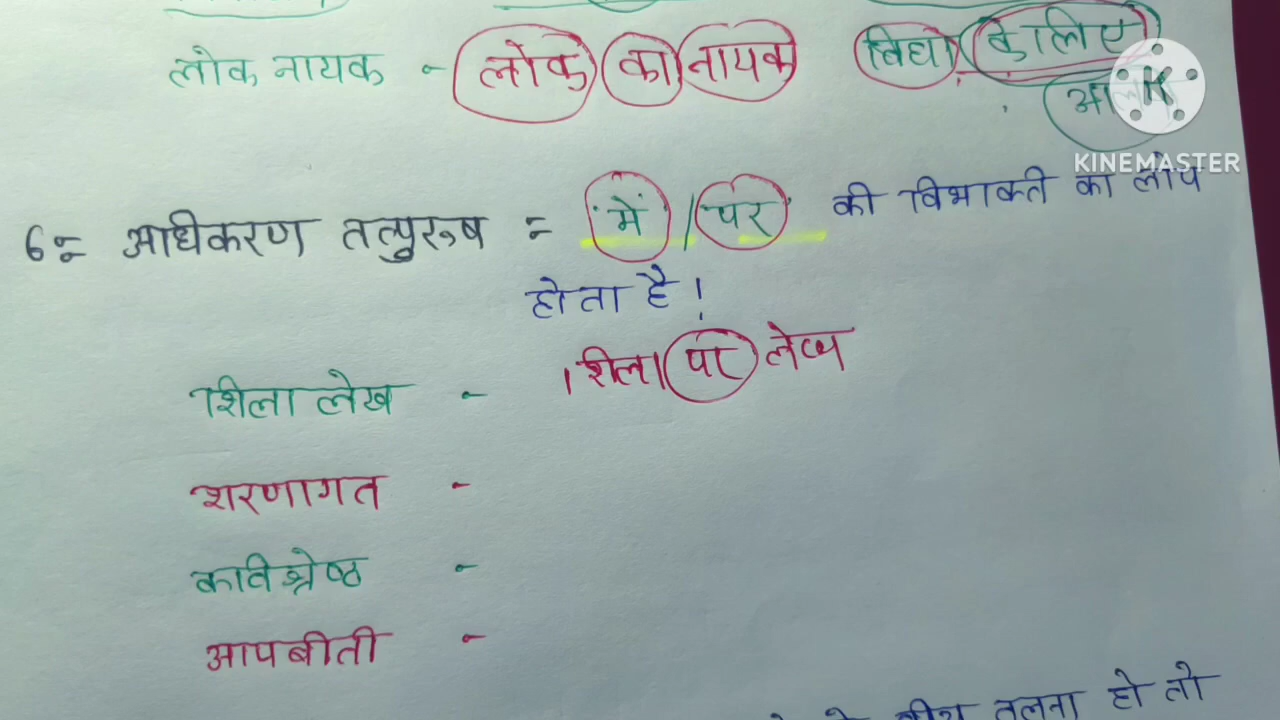 लोक नायक - लोक का नायक विद्या के लिए
KINEMASTER
6 = अधिकरण तत्पुरुष = में / पर की विभक्ति का लोप
होता है।
शिला लेख - शिला पर लेख
शरणागत -
कविश्रेष्ठ -
आपबीती -
तुलना हो तो